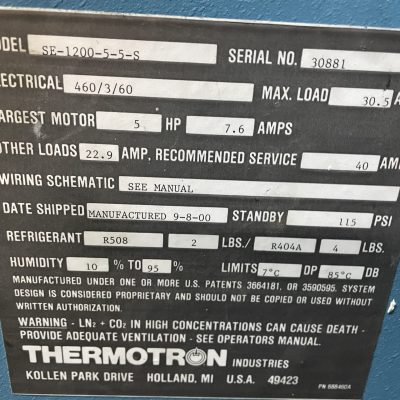 MODEL SE-1200-5-5-S SERIAL NO. 30881
ELECTRICAL 460/3/60 MAX. LOAD 30.5 A
LARGEST MOTOR 5 HP 7.6 AMPS
OTHER LOADS 22.9 AMP, RECOMMENDED SERVICE 40 AM
WIRING SCHEMATIC SEE MANUAL
DATE SHIPPED MANUFACTURED 9-8-00 STANDBY 115 PSI
REFRIGERANT R508 2 LBS./ R404A 4 LBS.
HUMIDITY 10 % TO 95 % LIMITS 7°C DP 85°C DB
MANUFACTURED UNDER ONE OR MORE U.S. PATENTS 3664181, OR 3590595. SYSTEM
DESIGN IS CONSIDERED PROPRIETARY AND SHOULD NOT BE COPIED OR USED WITHOUT
WRITTEN AUTHORIZATION.
WARNING - LN₂ + CO₂ IN HIGH CONCENTRATIONS CAN CAUSE DEATH -
PROVIDE ADEQUATE VENTILATION - SEE OPERATORS MANUAL.
THERMOTRON INDUSTRIES
KOLLEN PARK DRIVE HOLLAND, MI U.S.A. 49423